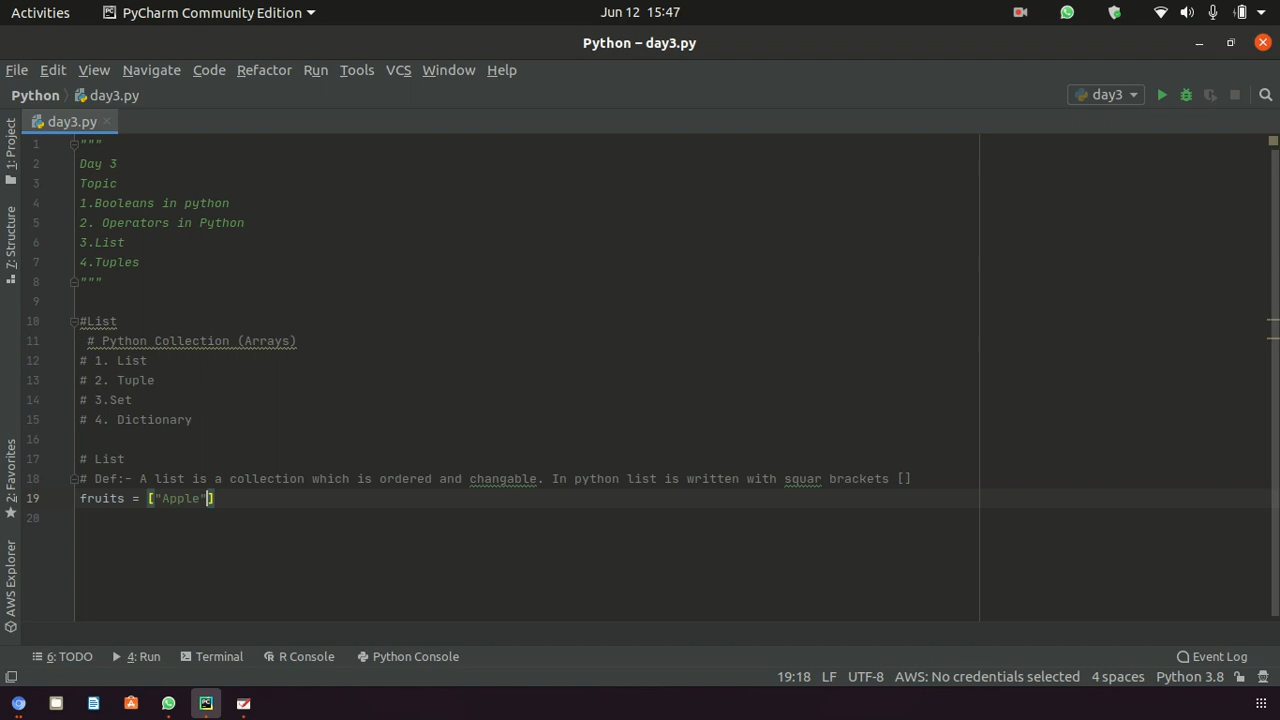 Activities PyCharm Community Edition Jun 12 15:47
Python – day3.py
File Edit View Navigate Code Refactor Run Tools VCS Window Help
Python day3.py day3
day3.py
1 """
2 Day 3
3 Topic
4 1.Booleans in python
5 2. Operators in Python
6 3.List
7 4.Tuples
8 """
9
10 #List
11 # Python Collection (Arrays)
12 # 1. List
13 # 2. Tuple
14 # 3.Set
15 # 4. Dictionary
16
17 # List
18 # Def:- A list is a collection which is ordered and changable. In python list is written with squar brackets []
19 fruits = ["Apple"]
20
1: Project
7: Structure
2: Favorites
AWS Explorer
6: TODO 4: Run Terminal R Console Python Console Event Log
19:18 LF UTF-8 AWS: No credentials selected 4 spaces Python 3.8
PC